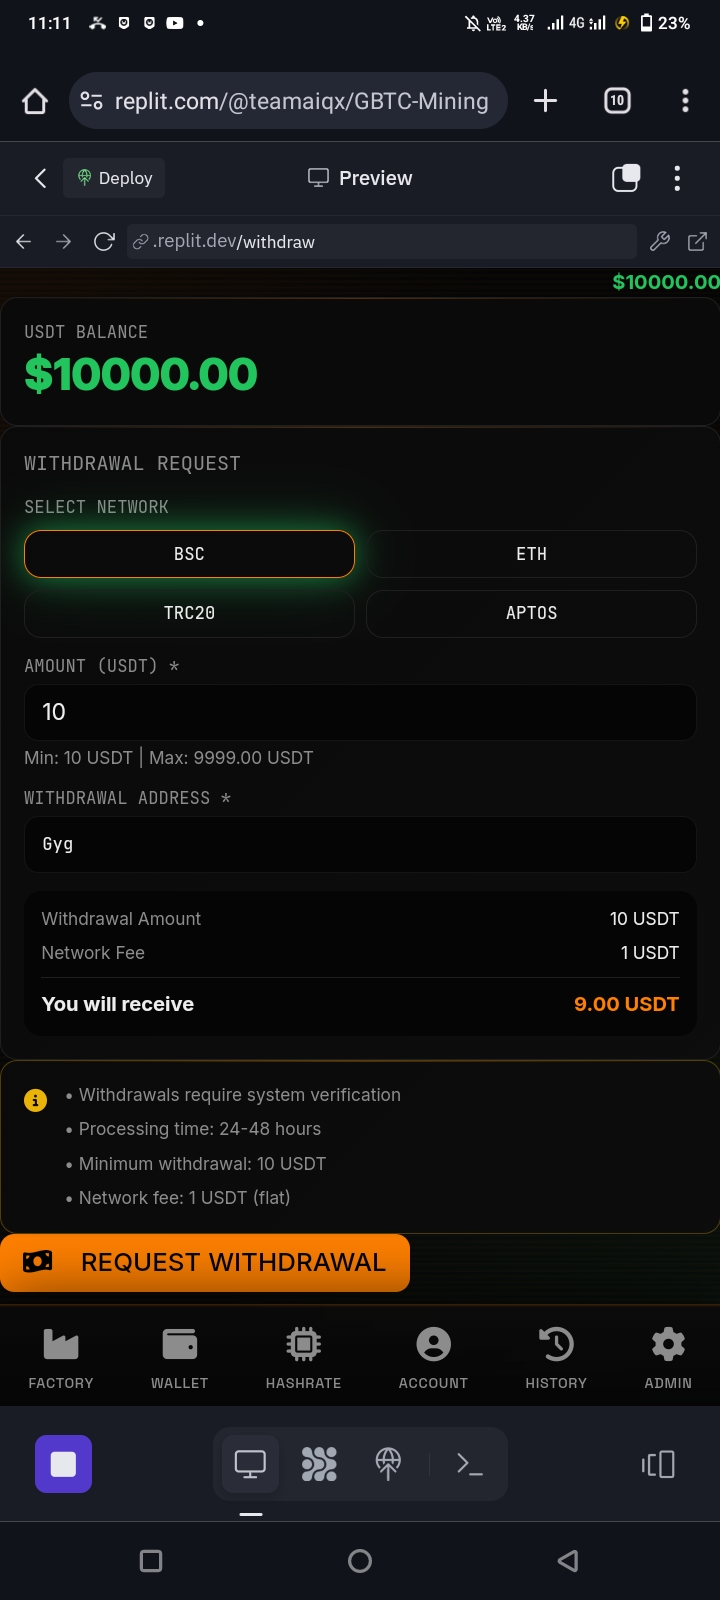 11:11
Vo) LTE2 4.37 KB/s 4G 23%
replit.com/@teamaiqx/GBTC-Mining
10
Deploy
Preview
.replit.dev/withdraw
$10000.00
USDT BALANCE
$10000.00
WITHDRAWAL REQUEST
SELECT NETWORK
BSC
ETH
TRC20
APTOS
AMOUNT (USDT) *
10
Min: 10 USDT | Max: 9999.00 USDT
WITHDRAWAL ADDRESS *
Gyg
Withdrawal Amount 10 USDT
Network Fee 1 USDT
You will receive 9.00 USDT
• Withdrawals require system verification
• Processing time: 24-48 hours
• Minimum withdrawal: 10 USDT
• Network fee: 1 USDT (flat)
REQUEST WITHDRAWAL
FACTORY WALLET HASHRATE ACCOUNT HISTORY ADMIN